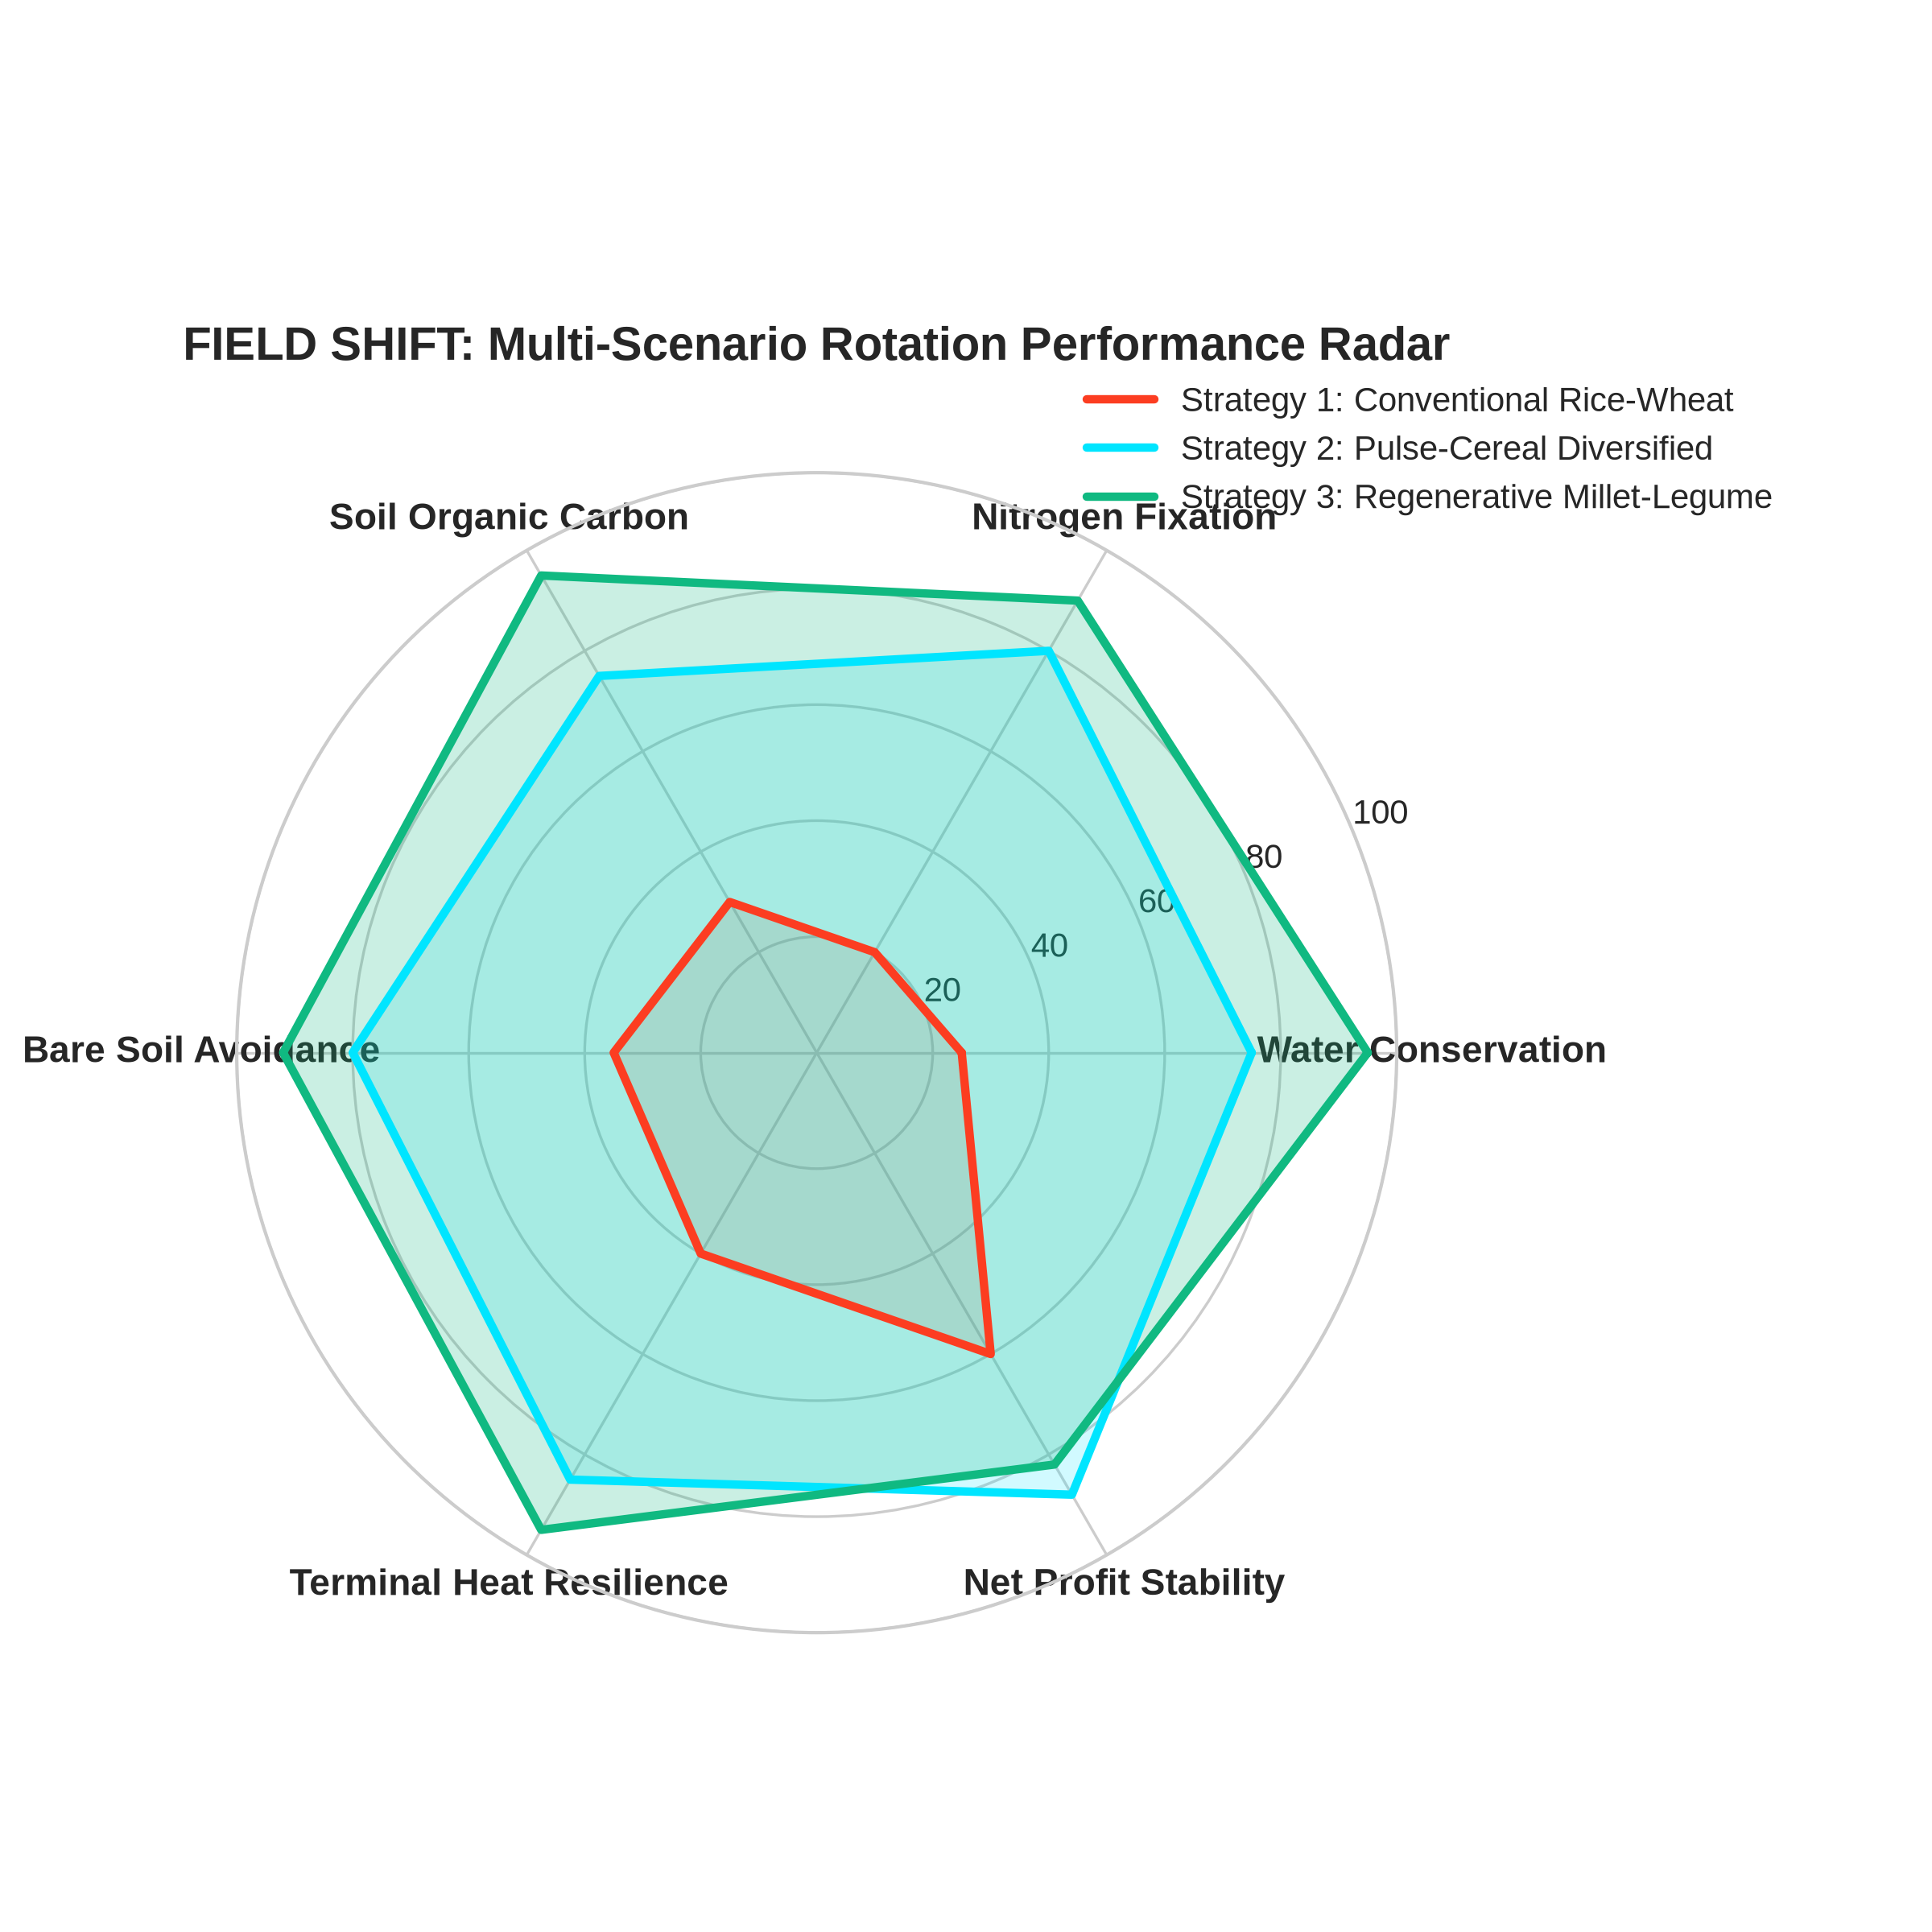 FIELD SHIFT: Multi-Scenario Rotation Performance Radar
Strategy 1: Conventional Rice-Wheat
Strategy 2: Pulse-Cereal Diversified
Strategy 3: Regenerative Millet-Legume
Soil Organic Carbon
Nitrogen Fixation
100
80
60
40
20
Bare Soil Avoidance
Water Conservation
Terminal Heat Resilience
Net Profit Stability